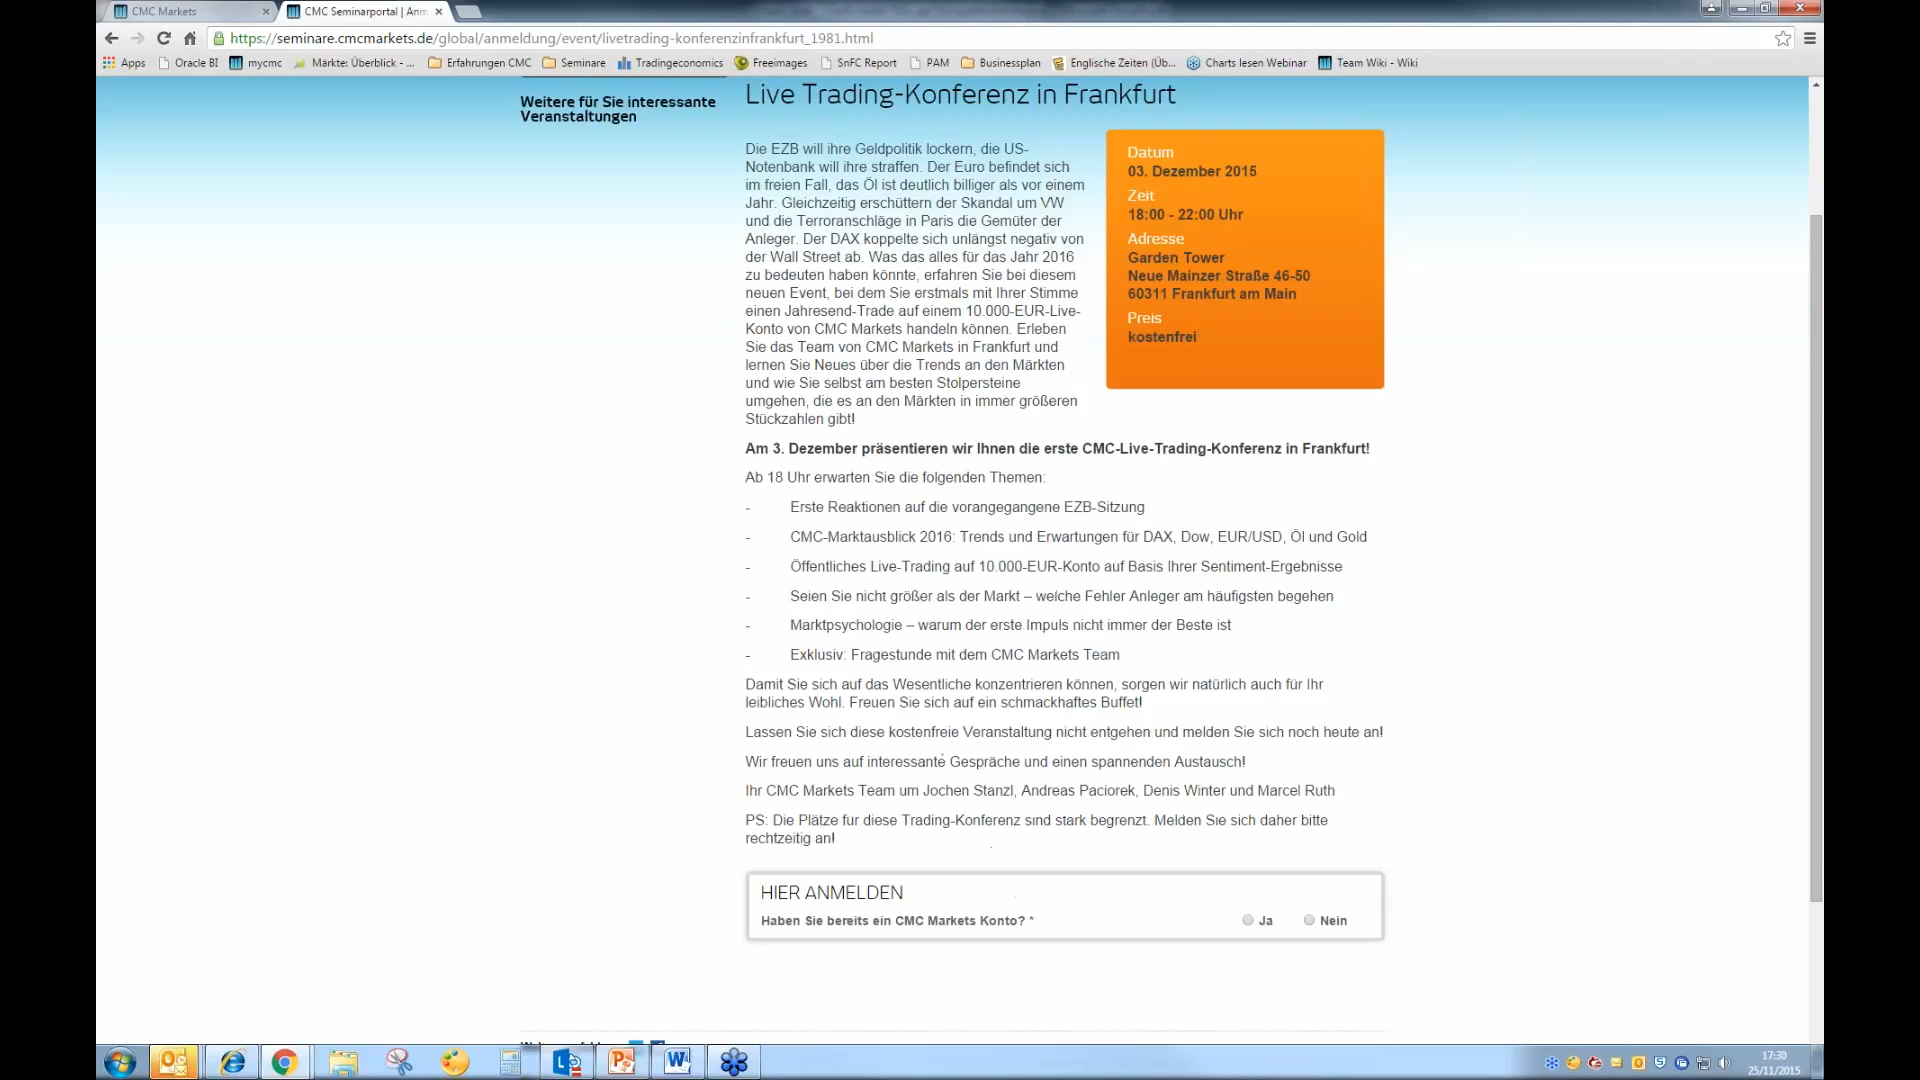 CMC Markets
CMC Seminarportal | Anm
https://seminare.cmcmarkets.de/global/anmeldung/event/livetrading-konferenzinfrankfurt_1981.html
Apps Oracle BI mycmc Märkte: Überblick - ... Erfahrungen CMC Seminare Tradingeconomics Freeimages SnFC Report PAM Businessplan Englische Zeiten (Üb... Charts lesen Webinar Team Wiki - Wiki
Weitere für Sie interessante
Veranstaltungen
Live Trading-Konferenz in Frankfurt
Die EZB will ihre Geldpolitik lockern, die US-
Notenbank will ihre straffen. Der Euro befindet sich
im freien Fall, das Öl ist deutlich billiger als vor einem
Jahr. Gleichzeitig erschüttern der Skandal um VW
und die Terroranschläge in Paris die Gemüter der
Anleger. Der DAX koppelte sich unlängst negativ von
der Wall Street ab. Was das alles für das Jahr 2016
zu bedeuten haben könnte, erfahren Sie bei diesem
neuen Event, bei dem Sie erstmals mit Ihrer Stimme
einen Jahresend-Trade auf einem 10.000-EUR-Live-
Konto von CMC Markets handeln können. Erleben
Sie das Team von CMC Markets in Frankfurt und
lernen Sie Neues über die Trends an den Märkten
und wie Sie selbst am besten Stolpersteine
umgehen, die es an den Märkten in immer größeren
Stückzahlen gibt!
Datum
03. Dezember 2015
Zeit
18:00 - 22:00 Uhr
Adresse
Garden Tower
Neue Mainzer Straße 46-50
60311 Frankfurt am Main
Preis
kostenfrei
Am 3. Dezember präsentieren wir Ihnen die erste CMC-Live-Trading-Konferenz in Frankfurt!
Ab 18 Uhr erwarten Sie die folgenden Themen:
- Erste Reaktionen auf die vorangegangene EZB-Sitzung
- CMC-Marktausblick 2016: Trends und Erwartungen für DAX, Dow, EUR/USD, Öl und Gold
- Öffentliches Live-Trading auf 10.000-EUR-Konto auf Basis Ihrer Sentiment-Ergebnisse
- Seien Sie nicht größer als der Markt – welche Fehler Anleger am häufigsten begehen
- Marktpsychologie – warum der erste Impuls nicht immer der Beste ist
- Exklusiv: Fragestunde mit dem CMC Markets Team
Damit Sie sich auf das Wesentliche konzentrieren können, sorgen wir natürlich auch für Ihr
leibliches Wohl. Freuen Sie sich auf ein schmackhaftes Buffet!
Lassen Sie sich diese kostenfreie Veranstaltung nicht entgehen und melden Sie sich noch heute an!
Wir freuen uns auf interessante Gespräche und einen spannenden Austausch!
Ihr CMC Markets Team um Jochen Stanzl, Andreas Paciorek, Denis Winter und Marcel Ruth
PS: Die Plätze für diese Trading-Konferenz sind stark begrenzt. Melden Sie sich daher bitte
rechtzeitig an!
HIER ANMELDEN
Haben Sie bereits ein CMC Markets Konto? * Ja Nein
17:30
25/11/2015